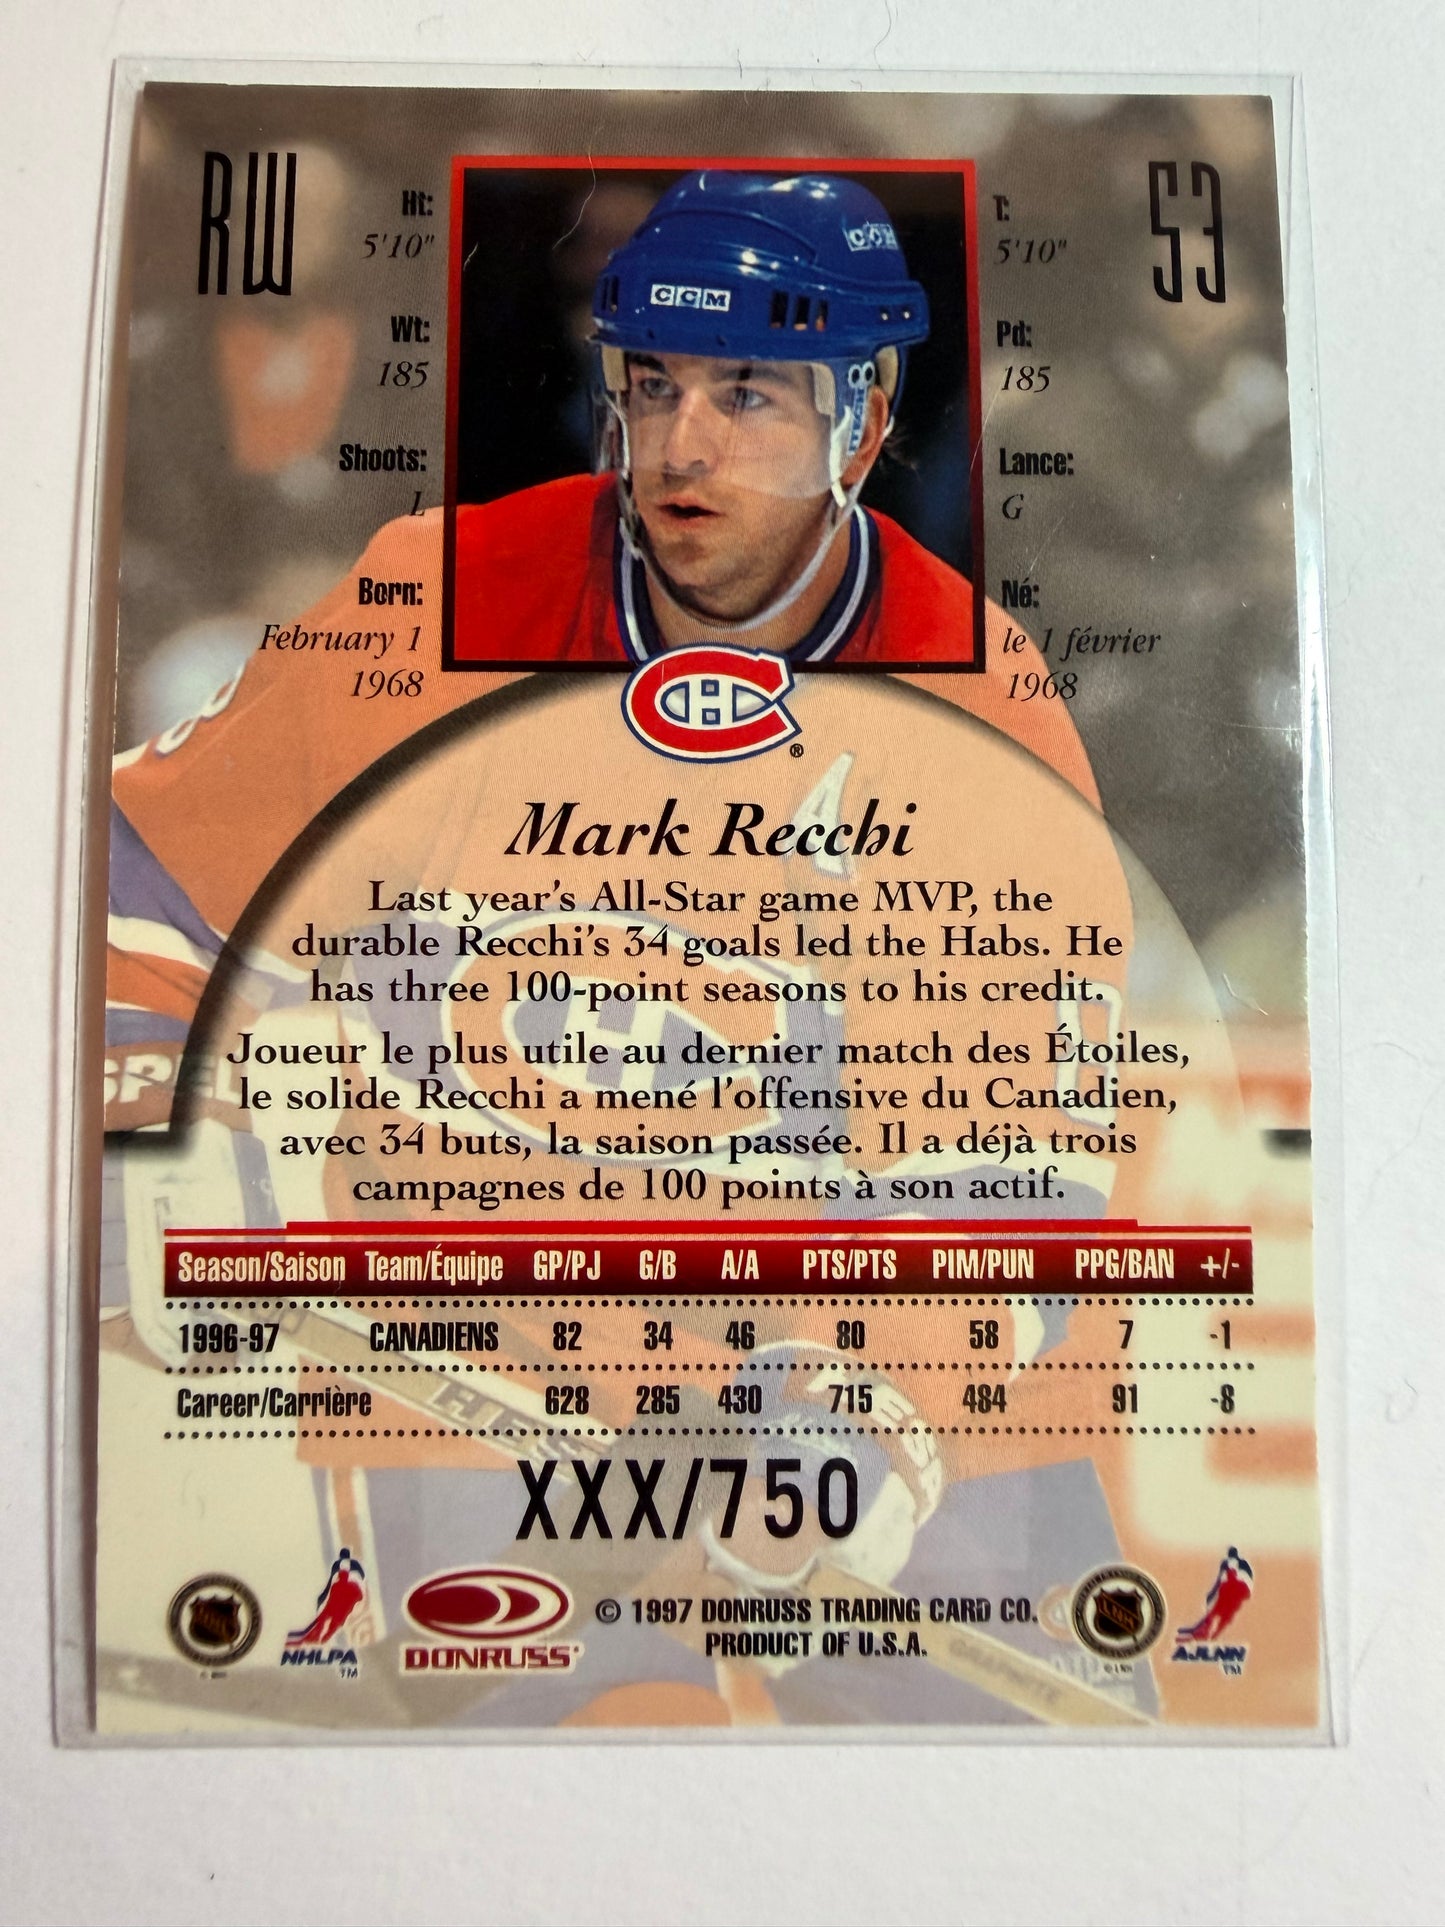 RW
53
Ht:
5'10"
Wt:
185
Shoots:
L
Born:
February 1
1968
T:
5'10"
Pd:
185
Lance:
G
Né:
le 1 février
1968
CCM
CCM
ITECH
CH
®
Mark Recchi
Last year's All-Star game MVP, the
durable Recchi's 34 goals led the Habs. He
has three 100-point seasons to his credit.
Joueur le plus utile au dernier match des Étoiles,
le solide Recchi a mené l'offensive du Canadien,
avec 34 buts, la saison passée. Il a déjà trois
campagnes de 100 points à son actif.
Season/Saison Team/Équipe GP/PJ G/B A/A PTS/PTS PIM/PUN PPG/BAN +/-
1996-97 CANADIENS 82 34 46 80 58 7 -1
Career/Carrière 628 285 430 715 484 91 -8
XXX/750
NHL
NHLPA
TM
DONRUSS
© 1997 DONRUSS TRADING CARD CO.
PRODUCT OF U.S.A.
LNH
AJLNH
TM